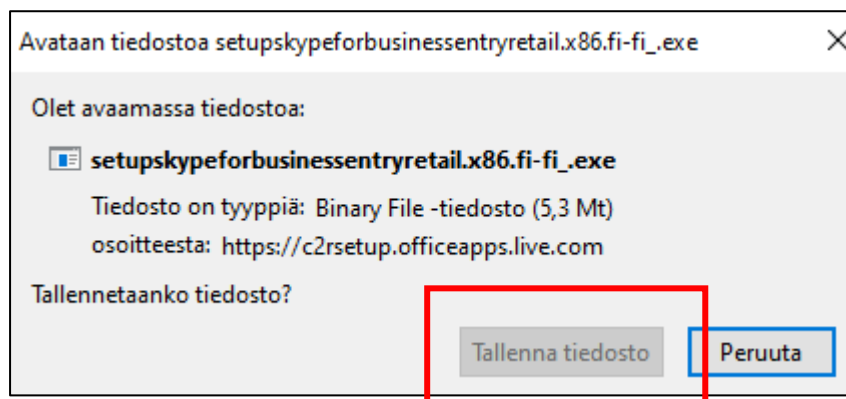 Avataan tiedostoa setupskypeforbusinessentryretail.x86.fi-fi_.exe
Olet avaamassa tiedostoa:
setupskypeforbusinessentryretail.x86.fi-fi_.exe
Tiedosto on tyyppiä: Binary File -tiedosto (5,3 Mt)
osoitteesta: https://c2rsetup.officeapps.live.com
Tallennetaanko tiedosto?
Tallenna tiedosto Peruuta